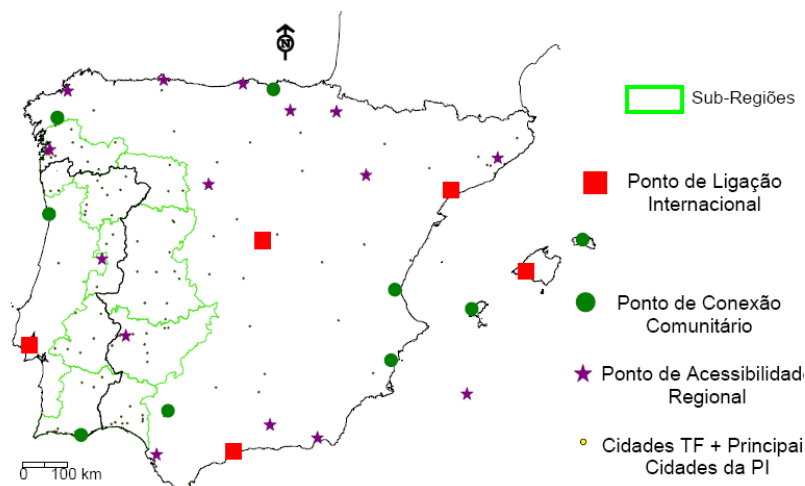 N
Sub-Regiões
Ponto de Ligação
Internacional
Ponto de Conexão
Comunitário
Ponto de Acessibilidade
Regional
Cidades TF + Principai
Cidades da PI
0 100 km